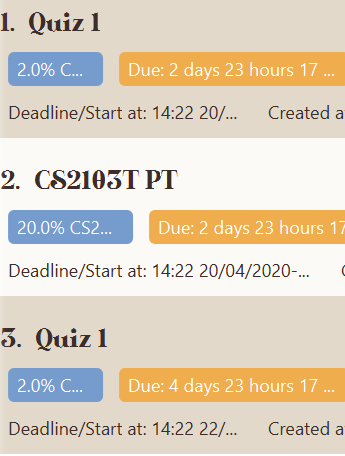 1. Quiz 1
2.0% C...
Due: 2 days 23 hours 17 ...
Deadline/Start at: 14:22 20/...
Created a
2. CS2103T PT
20.0% CS2...
Due: 2 days 23 hours 17
Deadline/Start at: 14:22 20/04/2020-...
3. Quiz 1
2.0% C...
Due: 4 days 23 hours 17 ...
Deadline/Start at: 14:22 22/...
Created a